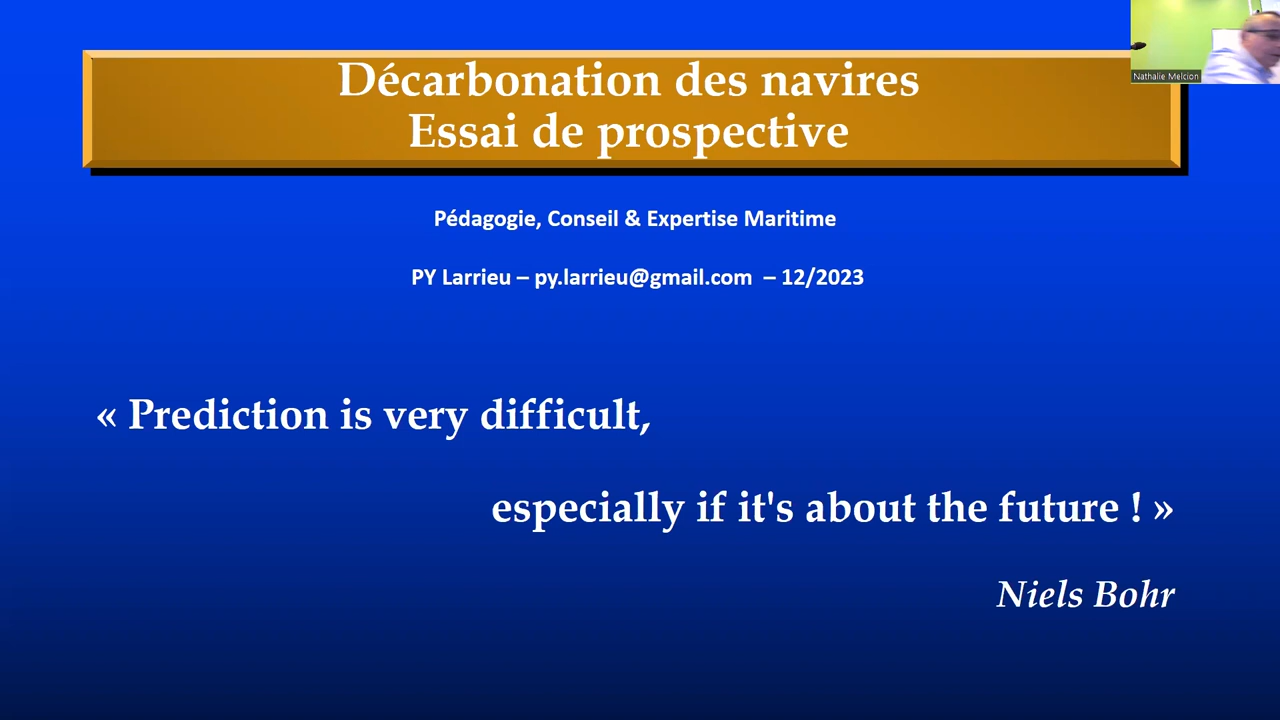 Décarbonation des navires
Essai de prospective
Nathalie Melcion
Pédagogie, Conseil & Expertise Maritime
PY Larrieu – py.larrieu@gmail.com – 12/2023
« Prediction is very difficult,
especially if it's about the future ! »
Niels Bohr